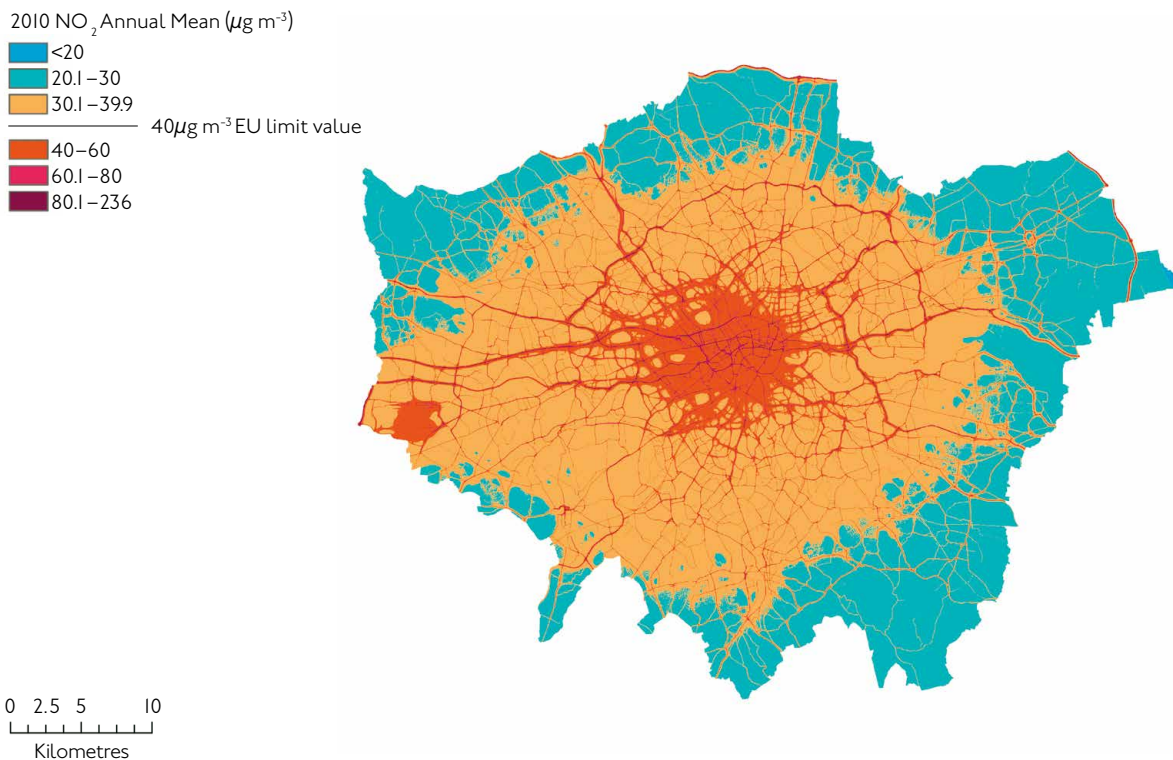 2010 NO₂ Annual Mean (μg m⁻³)
<20
20.1–30
30.1–39.9
40μg m⁻³ EU limit value
40–60
60.1–80
80.1–236
0 2.5 5 10
Kilometres